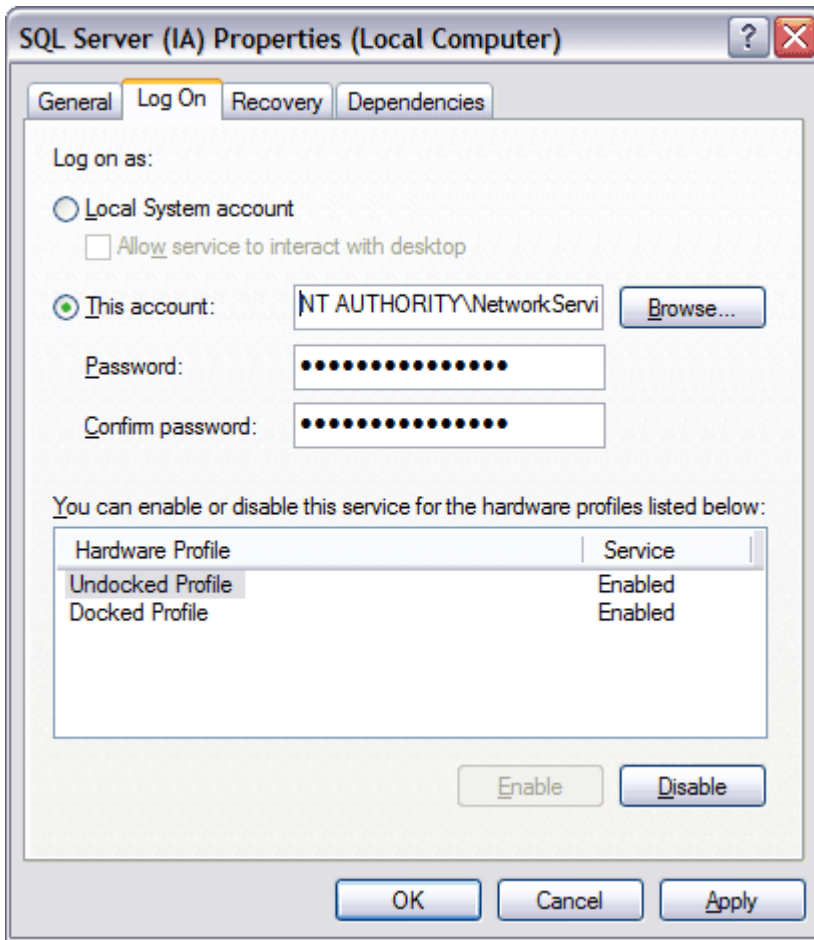 SQL Server (IA) Properties (Local Computer)
General Log On Recovery Dependencies
Log on as:
Local System account
Allow service to interact with desktop
This account: NT AUTHORITY\NetworkServi Browse...
Password: •••••••••••••••
Confirm password: •••••••••••••••
You can enable or disable this service for the hardware profiles listed below:
Hardware Profile Service
Undocked Profile Enabled
Docked Profile Enabled
Enable Disable
OK Cancel Apply